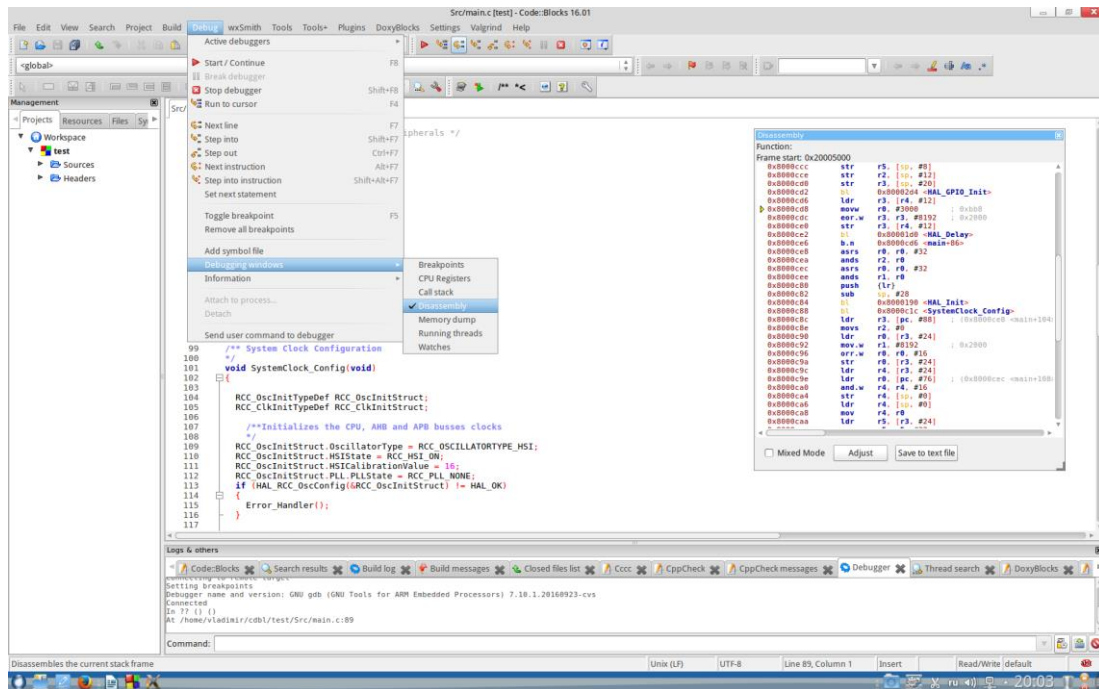 Src/main.c [test] - Code::Blocks 16.01
File Edit View Search Project Build Debug wxSmith Tools Tools+ Plugins DoxyBlocks Settings Valgrind Help
<global>
Management
Projects Resources Files Sy
Workspace
test
Sources
Headers
Src/
Active debuggers
Start / Continue F8
Break debugger
Stop debugger Shift+F8
Run to cursor F4
Next line F7
Step into Shift+F7
Step out Ctrl+F7
Next instruction Alt+F7
Step into instruction Shift+Alt+F7
Set next statement
Toggle breakpoint F5
Remove all breakpoints
Add symbol file
Debugging windows
Information
Attach to process...
Detach
Send user command to debugger
Breakpoints
CPU Registers
Call stack
Disassembly
Memory dump
Running threads
Watches
ipherals */
99 /** System Clock Configuration
100 */
101 void SystemClock_Config(void)
102 {
103
104 RCC_OscInitTypeDef RCC_OscInitStruct;
105 RCC_ClkInitTypeDef RCC_ClkInitStruct;
106
107 /**Initializes the CPU, AHB and APB busses clocks
108 */
109 RCC_OscInitStruct.OscillatorType = RCC_OSCILLATORTYPE_HSI;
110 RCC_OscInitStruct.HSIState = RCC_HSI_ON;
111 RCC_OscInitStruct.HSICalibrationValue = 16;
112 RCC_OscInitStruct.PLL.PLLState = RCC_PLL_NONE;
113 if (HAL_RCC_OscConfig(&RCC_OscInitStruct) != HAL_OK)
114 {
115 Error_Handler();
116 }
117
Disassembly
Function:
Frame start: 0x20005000
0x8000ccc str r5, [sp, #8]
0x8000cce str r2, [sp, #12]
0x8000cd0 str r3, [sp, #20]
0x8000cd2 bl 0x80002d4 <HAL_GPIO_Init>
0x8000cd6 ldr r3, [r4, #12]
0x8000cd8 movw r0, #3000 ; 0xbb8
0x8000cdc eor.w r3, r3, #8192 ; 0x2000
0x8000ce0 str r3, [r4, #12]
0x8000ce2 bl 0x80001d0 <HAL_Delay>
0x8000ce6 b.n 0x8000cd6 <main+86>
0x8000ce8 asrs r0, r0, #32
0x8000cea ands r2, r0
0x8000cec asrs r0, r0, #32
0x8000cee ands r1, r0
0x8000c80 push {lr}
0x8000c82 sub sp, #28
0x8000c84 bl 0x8000190 <HAL_Init>
0x8000c88 bl 0x8000c1c <SystemClock_Config>
0x8000c8c ldr r3, [pc, #88] ; (0x8000ce8 <main+104
0x8000c8e movs r2, #0
0x8000c90 ldr r0, [r3, #24]
0x8000c92 mov.w r1, #8192 ; 0x2000
0x8000c96 orr.w r0, r0, #16
0x8000c9a str r0, [r3, #24]
0x8000c9c ldr r4, [r3, #24]
0x8000c9e ldr r0, [pc, #76] ; (0x8000cec <main+108
0x8000ca0 and.w r4, r4, #16
0x8000ca4 str r4, [sp, #0]
0x8000ca6 ldr r4, [sp, #0]
0x8000ca8 mov r4, r0
0x8000caa ldr r5, [r3, #24]
Mixed Mode Adjust Save to text file
Logs & others
Code::Blocks Search results Build log Build messages Closed files list Cccc CppCheck CppCheck messages Debugger Thread search DoxyBlocks
Connecting to remote target
Setting breakpoints
Debugger name and version: GNU gdb (GNU Tools for ARM Embedded Processors) 7.10.1.20160923-cvs
Connected
In ?? () ()
At /home/vladimir/cdbl/test/Src/main.c:89
Command:
Disassembles the current stack frame Unix (LF) UTF-8 Line 89, Column 1 Insert Read/Write default
ru 20:03